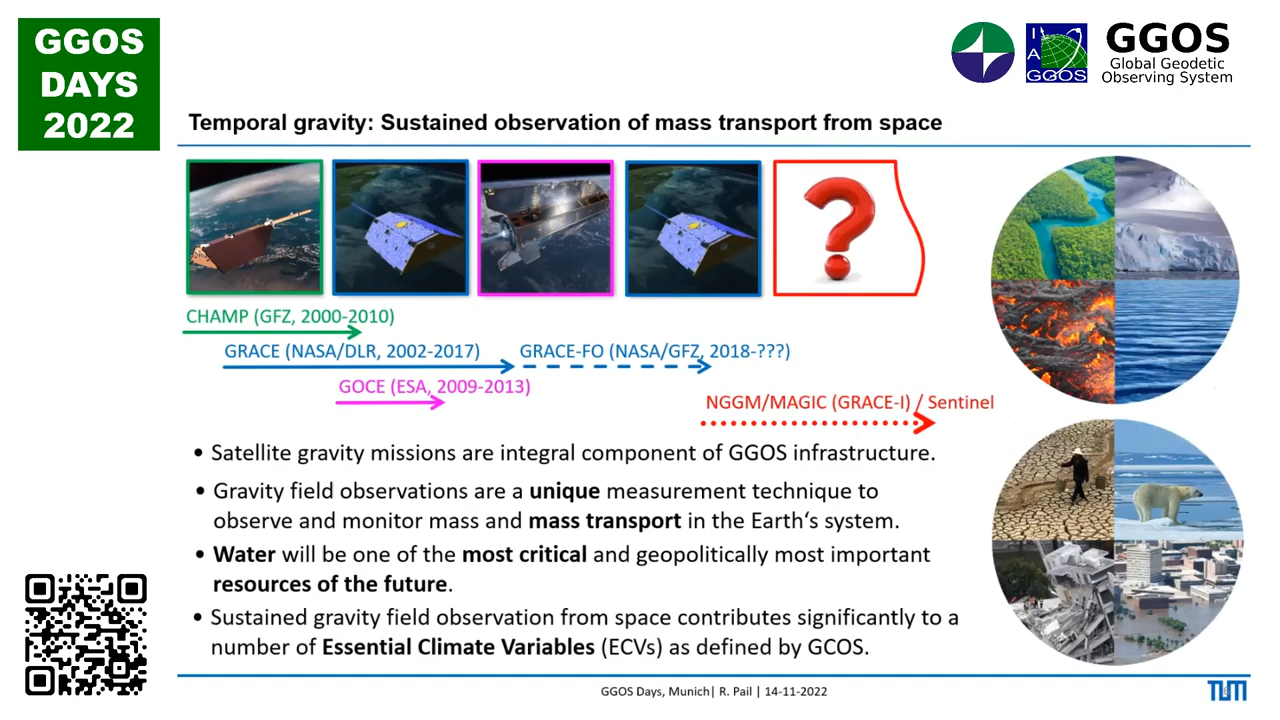 GGOS
DAYS
2022
I
A
G
GGOS
GGOS
Global Geodetic
Observing System
Temporal gravity: Sustained observation of mass transport from space
?
CHAMP (GFZ, 2000-2010)
GRACE (NASA/DLR, 2002-2017)
GRACE-FO (NASA/GFZ, 2018-???)
GOCE (ESA, 2009-2013)
NGGM/MAGIC (GRACE-I) / Sentinel
• Satellite gravity missions are integral component of GGOS infrastructure.
• Gravity field observations are a unique measurement technique to
observe and monitor mass and mass transport in the Earth‘s system.
• Water will be one of the most critical and geopolitically most important
resources of the future.
• Sustained gravity field observation from space contributes significantly to a
number of Essential Climate Variables (ECVs) as defined by GCOS.
GGOS Days, Munich| R. Pail | 14-11-2022
TUM